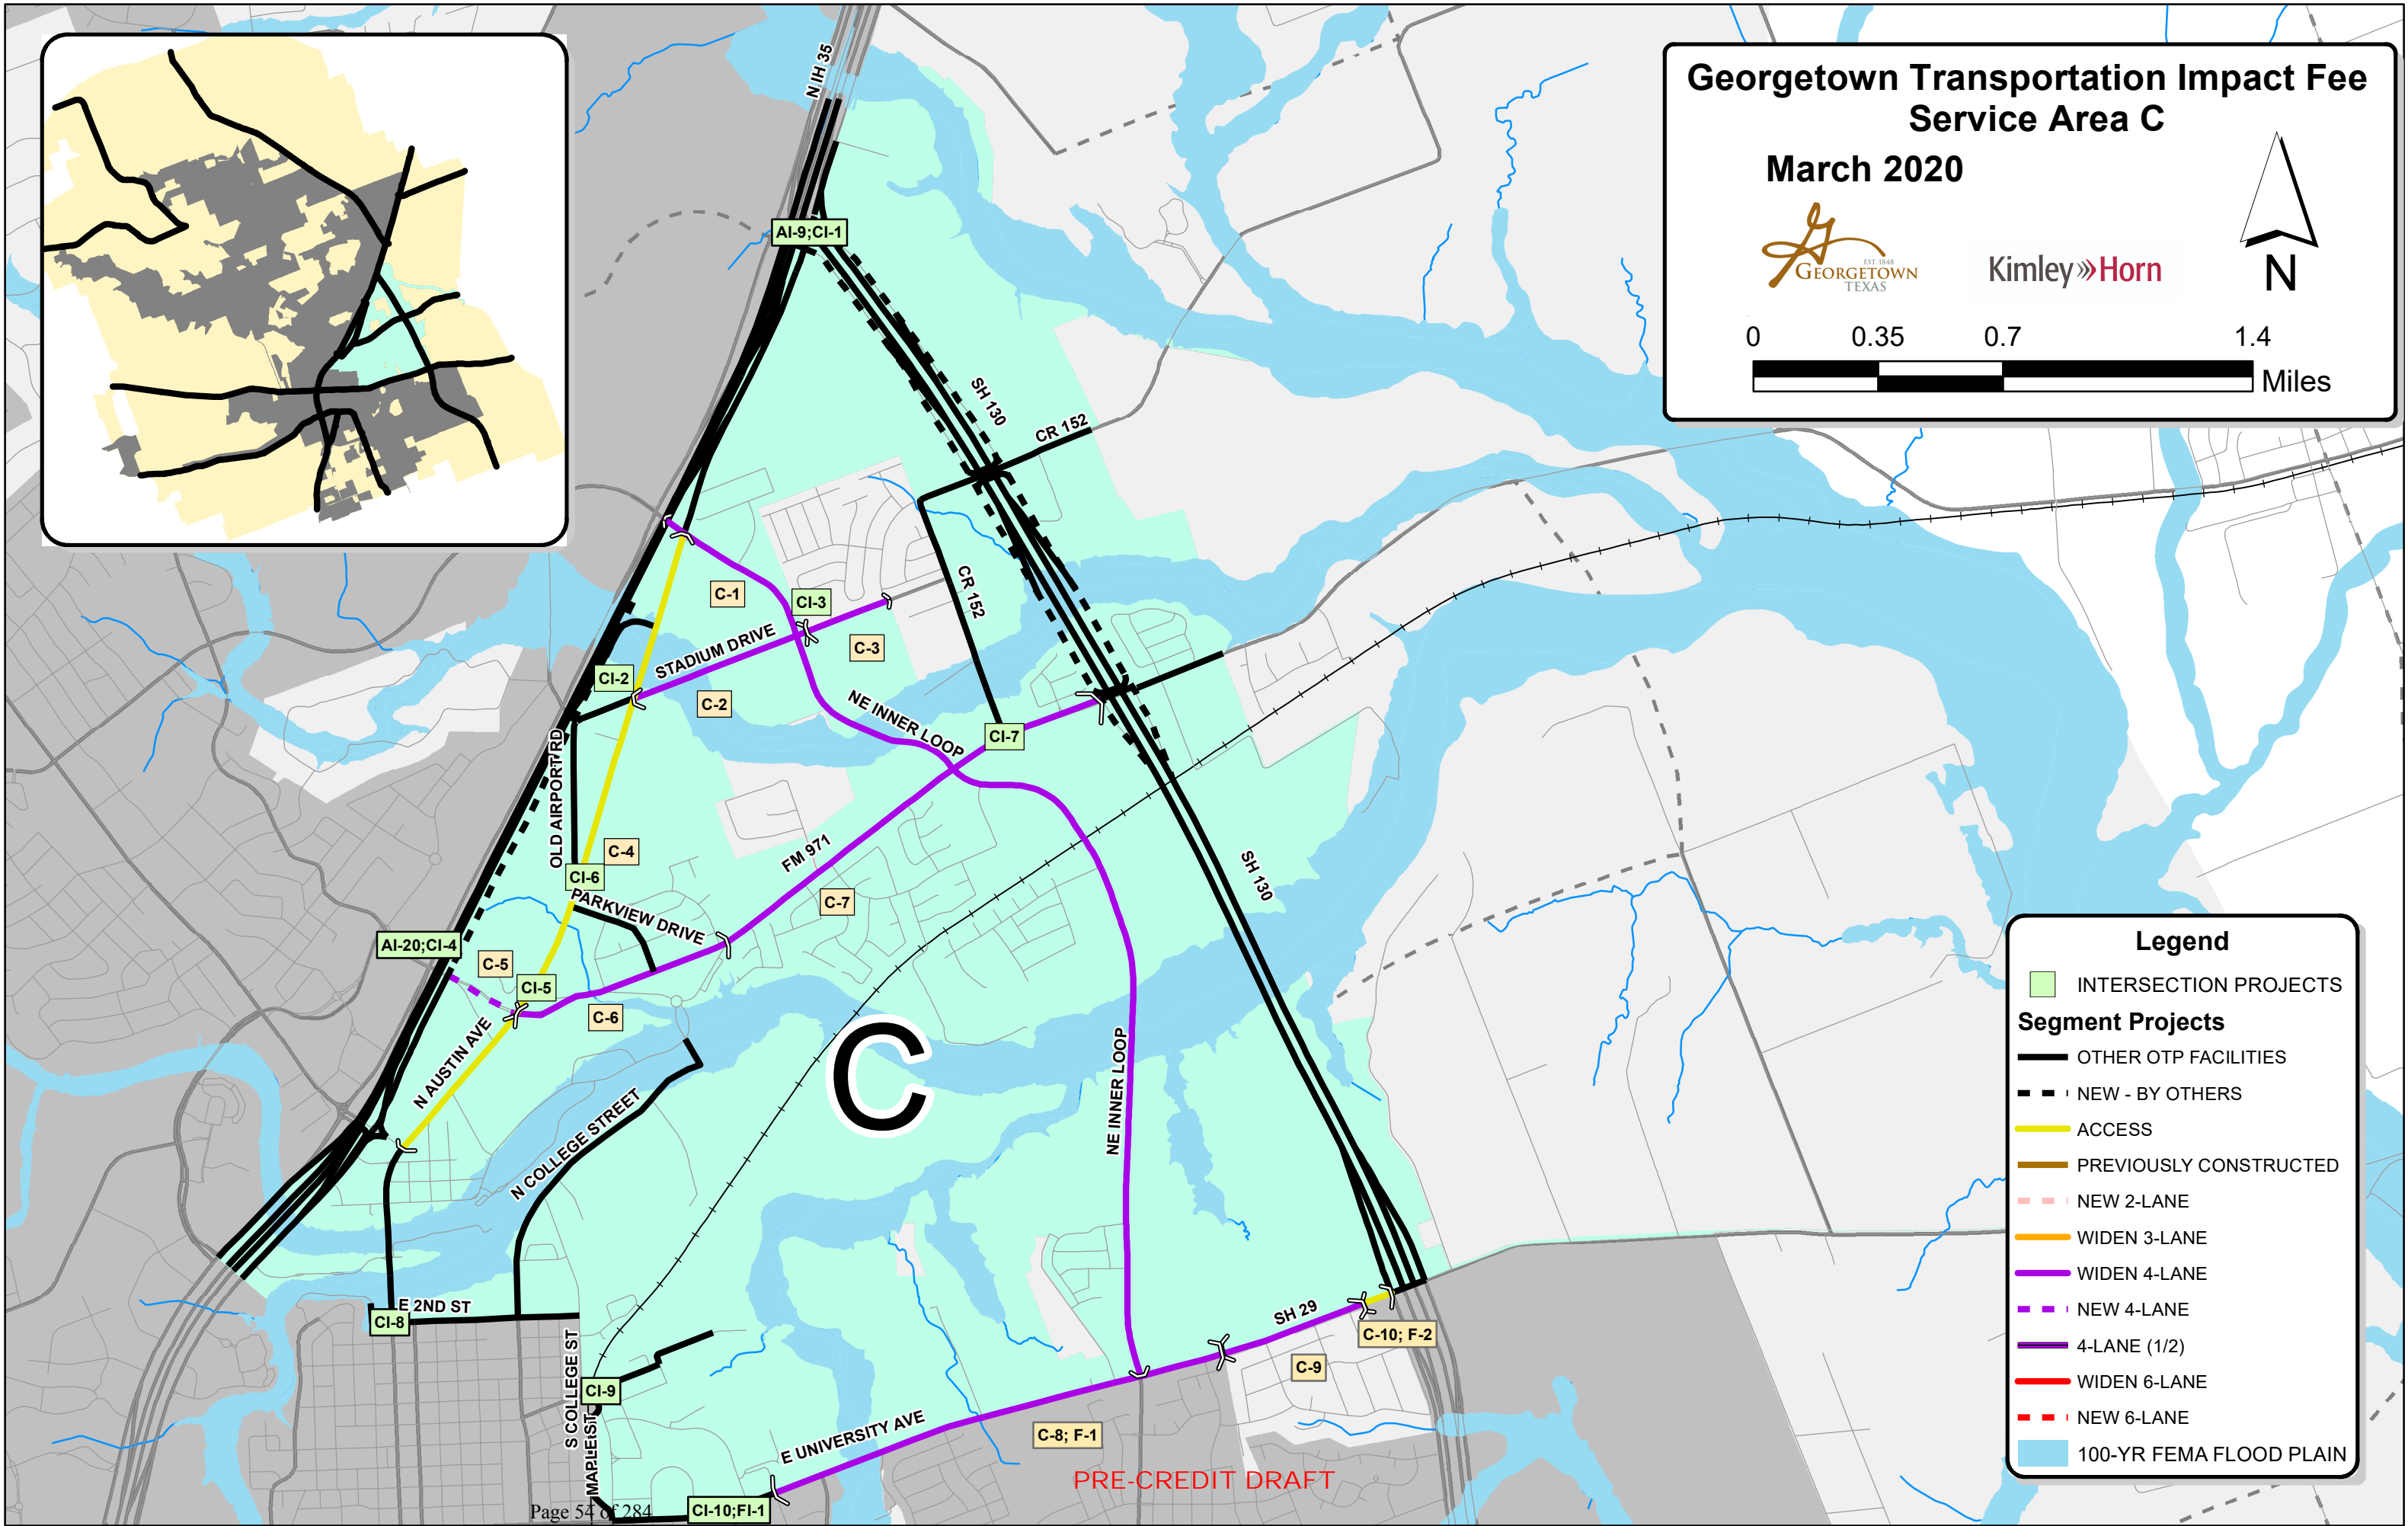 Georgetown Transportation Impact Fee
Service Area C
March 2020
EST. 1848
GEORGETOWN
TEXAS
Kimley»Horn
N
0 0.35 0.7 1.4
Miles
N IH 35
AI-9;CI-1
SH 130
CR 152
C-1
CI-3
CR 152
STADIUM DRIVE
C-3
CI-2
C-2
NE INNER LOOP
CI-7
OLD AIRPORT RD
C-4
FM 971
CI-6
SH 130
PARKVIEW DRIVE
C-7
AI-20;CI-4
C-5
CI-5
C-6
N AUSTIN AVE
C
NE INNER LOOP
N COLLEGE STREET
E 2ND ST
CI-8
SH 29
C-10; F-2
S COLLEGE ST
C-9
CI-9
MAPLE ST
E UNIVERSITY AVE
C-8; F-1
PRE-CREDIT DRAFT
CI-10;FI-1
Page 54 of 284
Legend
INTERSECTION PROJECTS
Segment Projects
OTHER OTP FACILITIES
NEW - BY OTHERS
ACCESS
PREVIOUSLY CONSTRUCTED
NEW 2-LANE
WIDEN 3-LANE
WIDEN 4-LANE
NEW 4-LANE
4-LANE (1/2)
WIDEN 6-LANE
NEW 6-LANE
100-YR FEMA FLOOD PLAIN